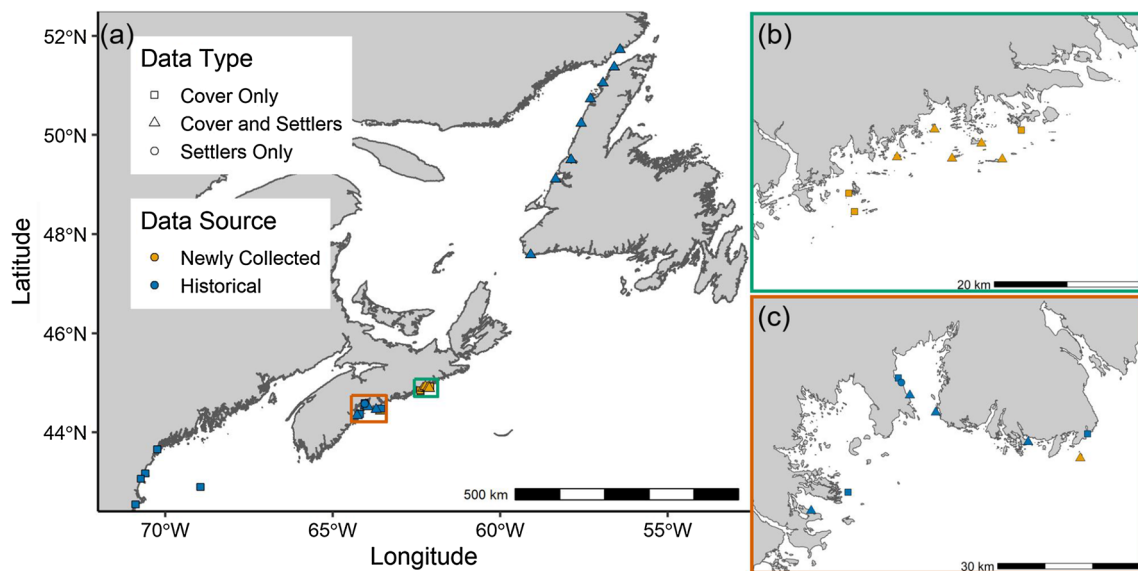 (a)
52°N
50°N
48°N
46°N
44°N
Latitude
Data Type
Cover Only
Cover and Settlers
Settlers Only
Data Source
Newly Collected
Historical
500 km
70°W
65°W
60°W
55°W
Longitude
(b)
20 km
(c)
30 km